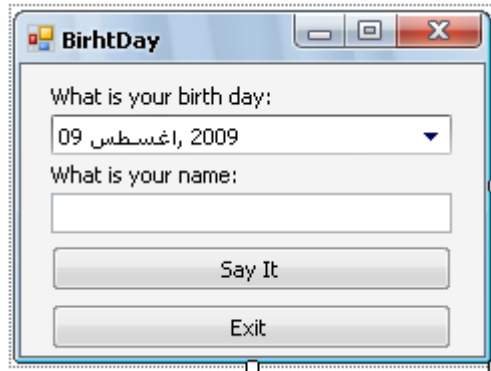 BirhtDay
What is your birth day:
09 اغسطس, 2009
What is your name:
Say It
Exit